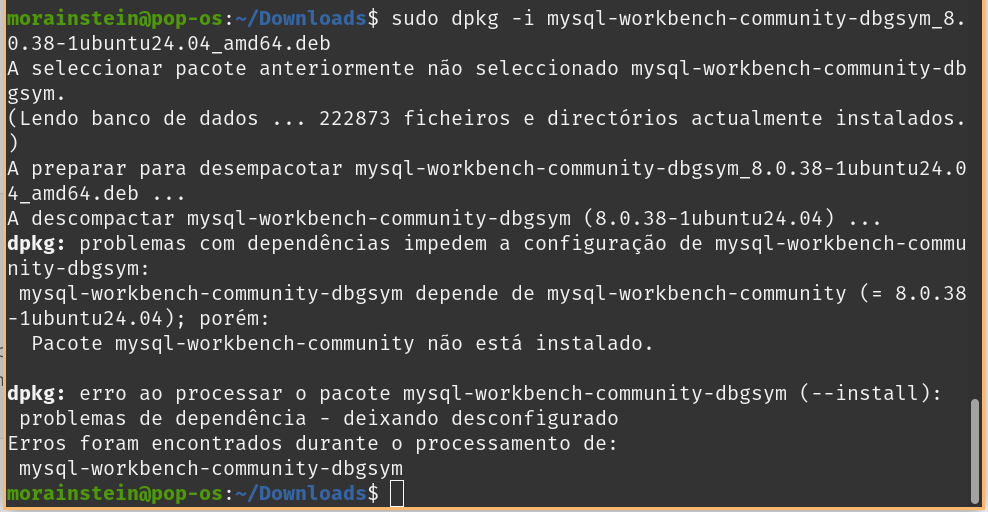 morainstein@pop-os:~/Downloads$ sudo dpkg -i mysql-workbench-community-dbgsym_8.
0.38-1ubuntu24.04_amd64.deb
A seleccionar pacote anteriormente não seleccionado mysql-workbench-community-db
gsym.
(Lendo banco de dados ... 222873 ficheiros e directórios actualmente instalados.
)
A preparar para desempacotar mysql-workbench-community-dbgsym_8.0.38-1ubuntu24.0
4_amd64.deb ...
A descompactar mysql-workbench-community-dbgsym (8.0.38-1ubuntu24.04) ...
dpkg: problemas com dependências impedem a configuração de mysql-workbench-commu
nity-dbgsym:
 mysql-workbench-community-dbgsym depende de mysql-workbench-community (= 8.0.38
-1ubuntu24.04); porém:
  Pacote mysql-workbench-community não está instalado.

dpkg: erro ao processar o pacote mysql-workbench-community-dbgsym (--install):
 problemas de dependência - deixando desconfigurado
Erros foram encontrados durante o processamento de:
 mysql-workbench-community-dbgsym
morainstein@pop-os:~/Downloads$